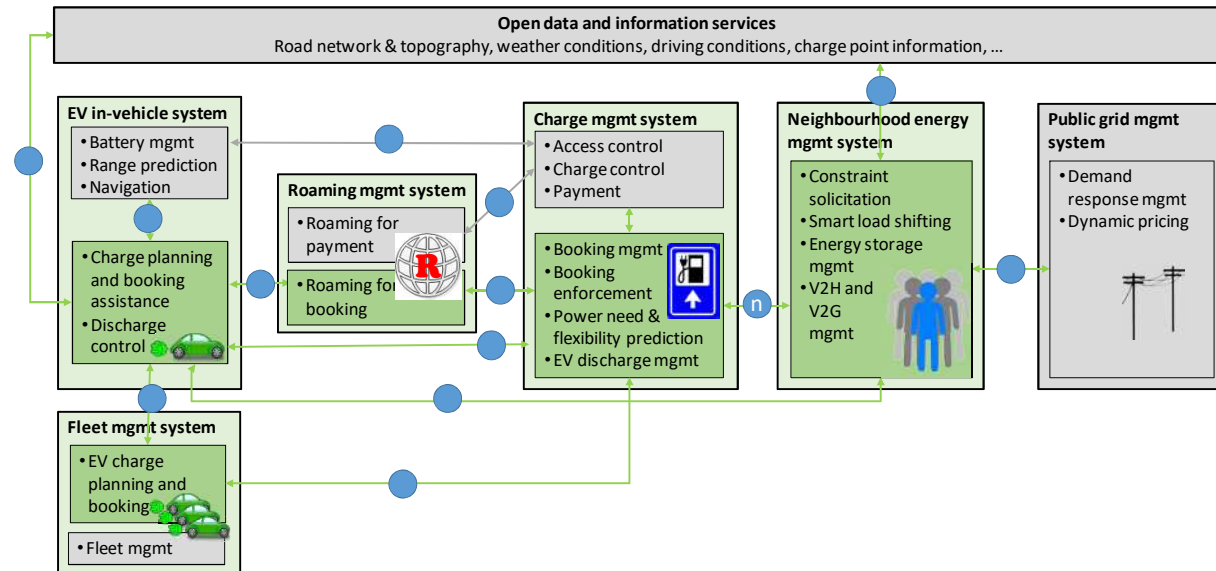 Open data and information services
Road network & topography, weather conditions, driving conditions, charge point information, ...
EV in-vehicle system
• Battery mgmt
• Range prediction
• Navigation
• Charge planning
and booking
assistance
• Discharge
control
Roaming mgmt system
• Roaming for
payment
R
• Roaming for
booking
Charge mgmt system
• Access control
• Charge control
• Payment
• Booking mgmt
• Booking
enforcement
• Power need &
flexibility prediction
• EV discharge mgmt
n
Neighbourhood energy
mgmt system
• Constraint
solicitation
• Smart load shifting
• Energy storage
mgmt
• V2H and
V2G
mgmt
Public grid mgmt
system
• Demand
response mgmt
• Dynamic pricing
Fleet mgmt system
• EV charge
planning and
booking
• Fleet mgmt